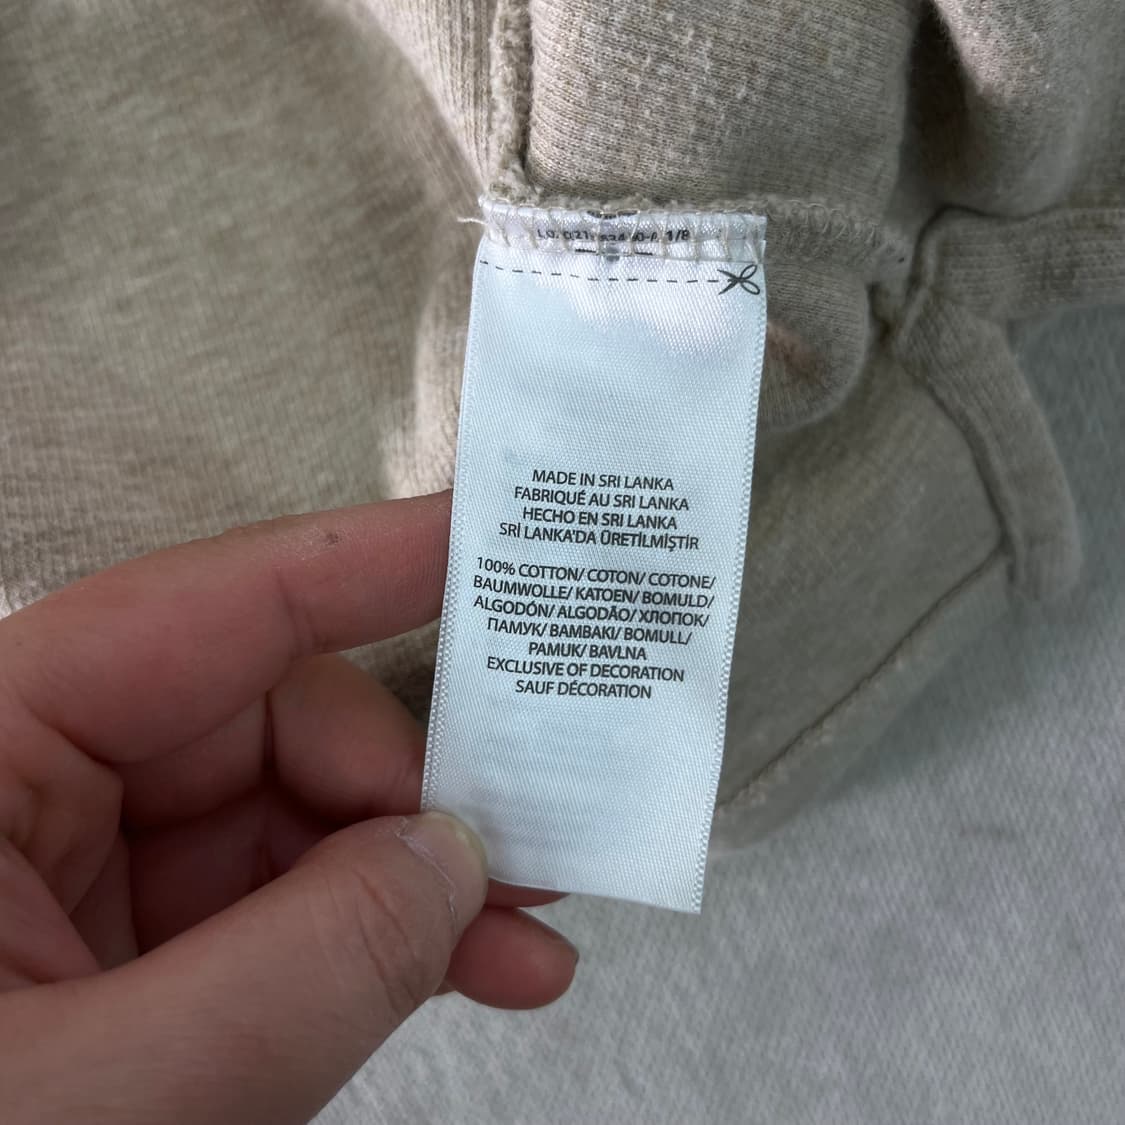 MADE IN SRI LANKA
FABRIQUÉ AU SRI LANKA
HECHO EN SRI LANKA
SRİ LANKA'DA ÜRETİLMİŞTİR
100% COTTON/ COTON/ COTONE/
BAUMWOLLE/ KATOEN/ BOMULD/
ALGODÓN/ ALGODÃO/ ХЛОПОК/
ПАМУК/ BAMBAKI/ BOMULL/
PAMUK/ BAVLNA
EXCLUSIVE OF DECORATION
SAUF DÉCORATION